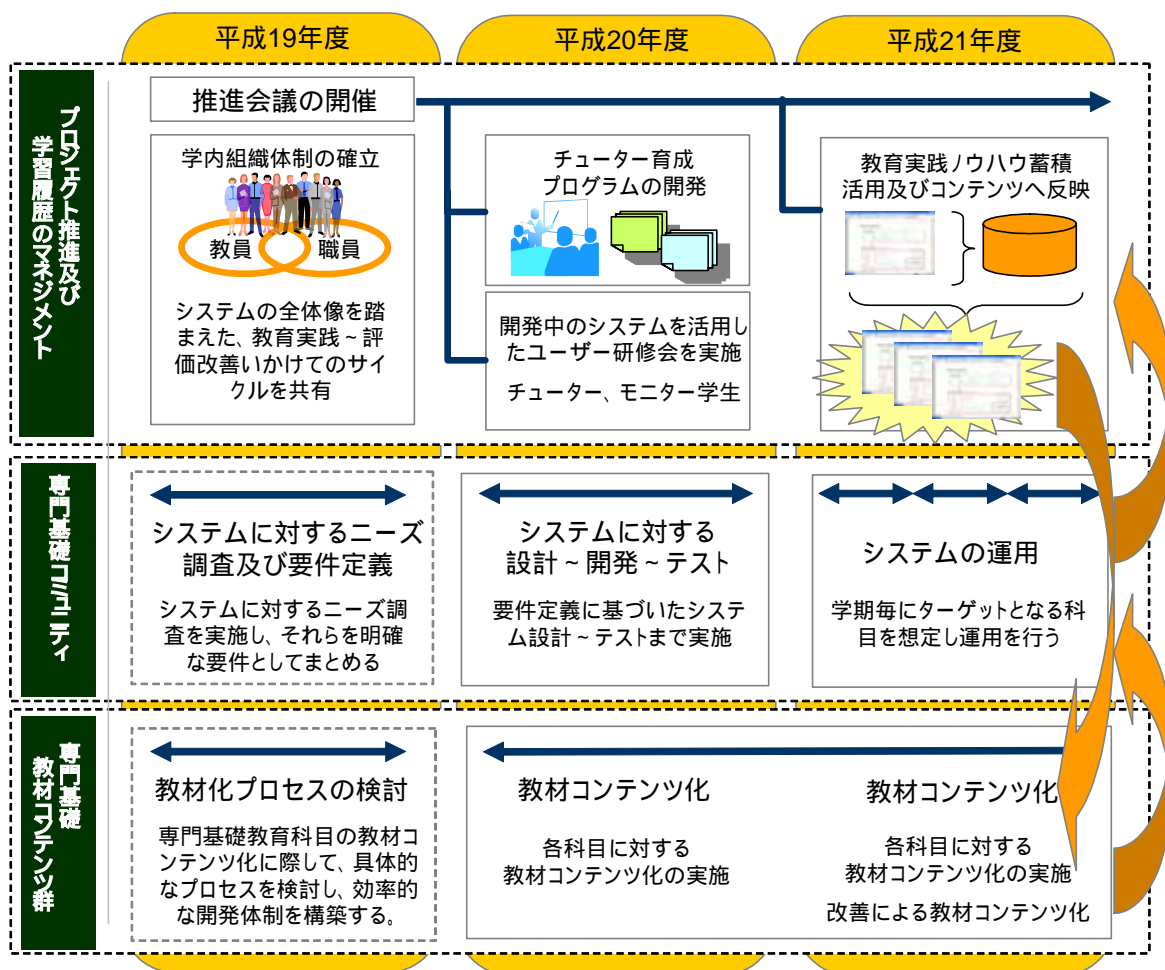 平成19年度
平成20年度
平成21年度
プロジェクト推進及び
学習履歴のマネジメント
推進会議の開催
学内組織体制の確立
教員
職員
システムの全体像を踏
まえた、教育実践～評
価改善いかけてのサイ
クルを共有
チューター育成
プログラムの開発
開発中のシステムを活用し
たユーザー研修会を実施
チューター、モニター学生
教育実践ノウハウ蓄積
活用及びコンテンツへ反映
専門基礎コミュニティ
システムに対するニーズ
調査及び要件定義
システムに対するニーズ調
査を実施し、それらを明確
な要件としてまとめる
システムに対する
設計～開発～テスト
要件定義に基づいたシステ
ム設計～テストまで実施
システムの運用
学期毎にターゲットとなる科
目を想定し運用を行う
専門基礎
教材コンテンツ群
教材化プロセスの検討
専門基礎教育科目の教材コ
ンテンツ化に際して、具体的
なプロセスを検討し、効率的
な開発体制を構築する。
教材コンテンツ化
各科目に対する
教材コンテンツ化の実施
教材コンテンツ化
各科目に対する
教材コンテンツ化の実施
改善による教材コンテンツ化